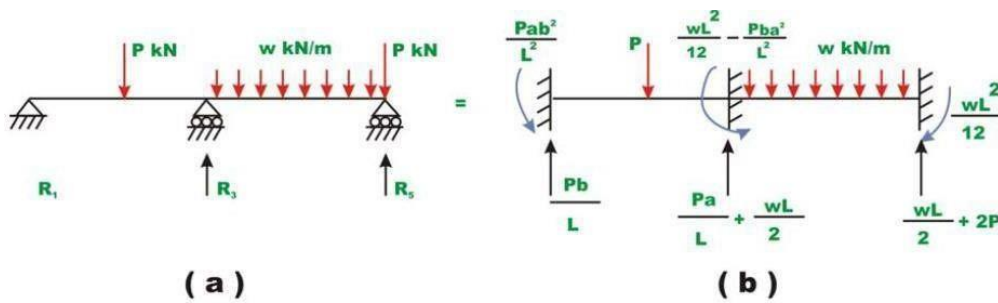 P kN
w kN/m
P kN
R₁
R₃
R₅
( a )
=
Pab²
L²
P
wL²
12
- Pba²
L²
w kN/m
wL²
12
Pb
L
Pa
L
+ wL
2
wL
2
+ 2P
( b )